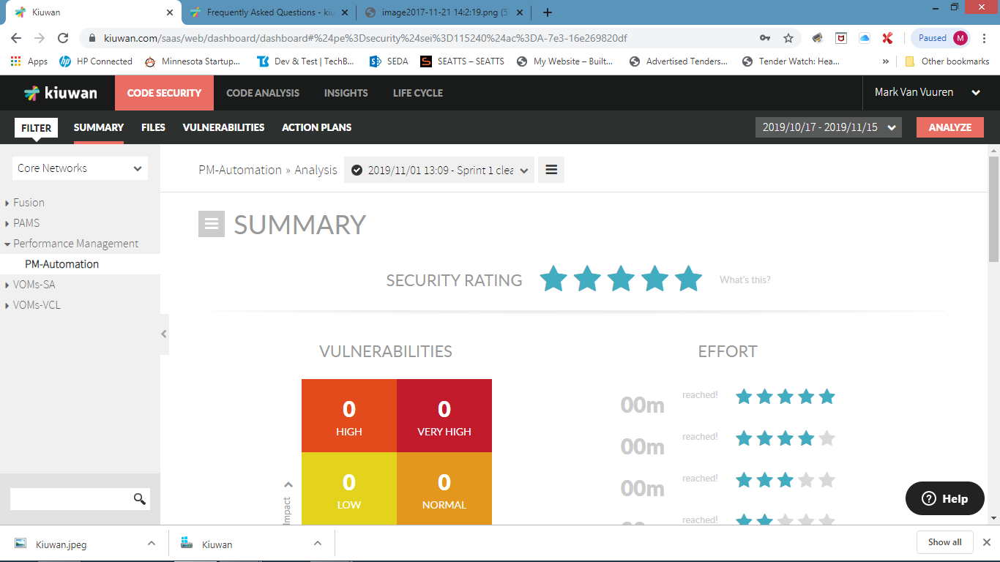 Kiuwan
Frequently Asked Questions - kiu
image2017-11-21 14:2:19.png (5
kiuwan.com/saas/web/dashboard/dashboard#%24pe%3Dsecurity%24sei%3D115240%24ac%3DA-7e3-16e269820df
Paused
M
Apps
HP Connected
Minnesota Startup...
Dev & Test | TechB...
SEDA
SEATTS – SEATTS
My Website – Built...
Advertised Tenders...
Tender Watch: Hea...
»
Other bookmarks
kiuwan
CODE SECURITY
CODE ANALYSIS
INSIGHTS
LIFE CYCLE
Mark Van Vuuren
FILTER
SUMMARY
FILES
VULNERABILITIES
ACTION PLANS
2019/10/17 - 2019/11/15
ANALYZE
Core Networks
Fusion
PAMS
Performance Management
PM-Automation
VOMs-SA
VOMs-VCL
PM-Automation » Analysis
2019/11/01 13:09 - Sprint 1 clea
SUMMARY
SECURITY RATING
What's this?
VULNERABILITIES
0
HIGH
0
VERY HIGH
0
LOW
0
NORMAL
Impact
EFFORT
00m
reached!
00m
reached!
00m
reached!
reached!
Help
Kiuwan.jpeg
Kiuwan
Show all